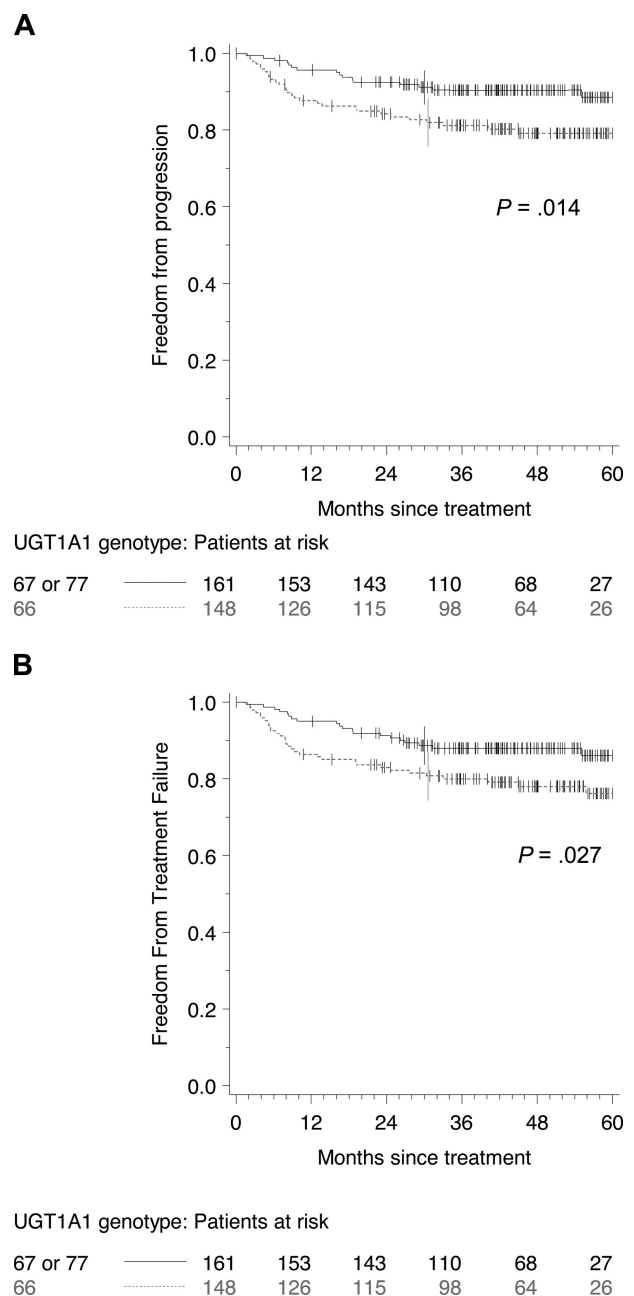 A
Freedom from progression
1.0
0.8
0.6
0.4
0.2
0.0
P = .014
0 12 24 36 48 60
Months since treatment
UGT1A1 genotype: Patients at risk
67 or 77 161 153 143 110 68 27
66 148 126 115 98 64 26
B
Freedom From Treatment Failure
1.0
0.8
0.6
0.4
0.2
0.0
P = .027
0 12 24 36 48 60
Months since treatment
UGT1A1 genotype: Patients at risk
67 or 77 161 153 143 110 68 27
66 148 126 115 98 64 26